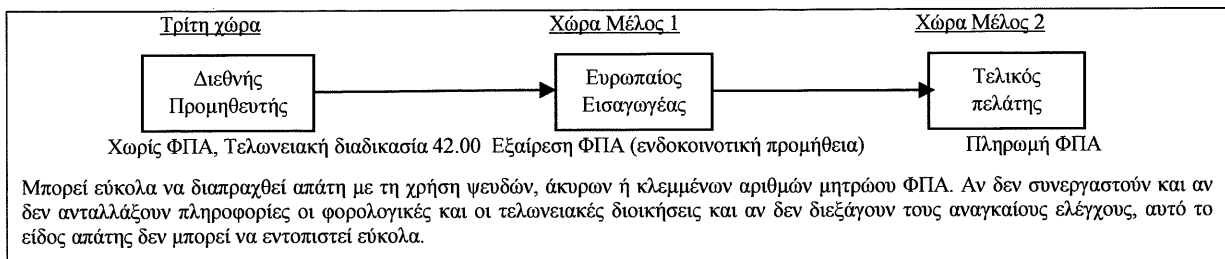 Τρίτη χώρα Χώρα Μέλος 1 Χώρα Μέλος 2
Διεθνής Προμηθευτής
Ευρωπαίος Εισαγωγέας
Τελικός πελάτης
Χωρίς ΦΠΑ, Τελωνειακή διαδικασία 42.00 Εξαίρεση ΦΠΑ (ενδοκοινοτική προμήθεια) Πληρωμή ΦΠΑ
Μπορεί εύκολα να διαπραχθεί απάτη με τη χρήση ψευδών, άκυρων ή κλεμμένων αριθμών μητρώου ΦΠΑ. Αν δεν συνεργαστούν και αν
δεν ανταλλάξουν πληροφορίες οι φορολογικές και οι τελωνειακές διοικήσεις και αν δεν διεξάγουν τους αναγκαίους ελέγχους, αυτό το
είδος απάτης δεν μπορεί να εντοπιστεί εύκολα.